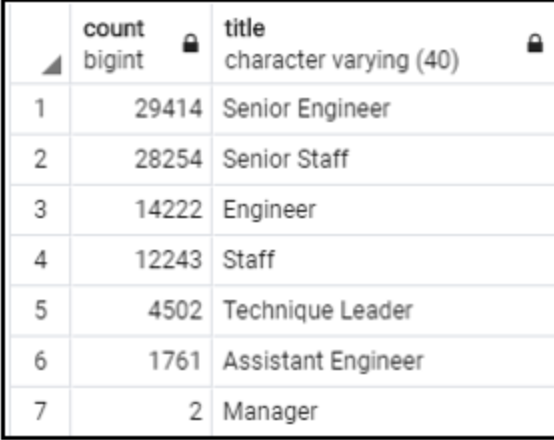 count title
bigint character varying (40)
1 29414 Senior Engineer
2 28254 Senior Staff
3 14222 Engineer
4 12243 Staff
5 4502 Technique Leader
6 1761 Assistant Engineer
7 2 Manager